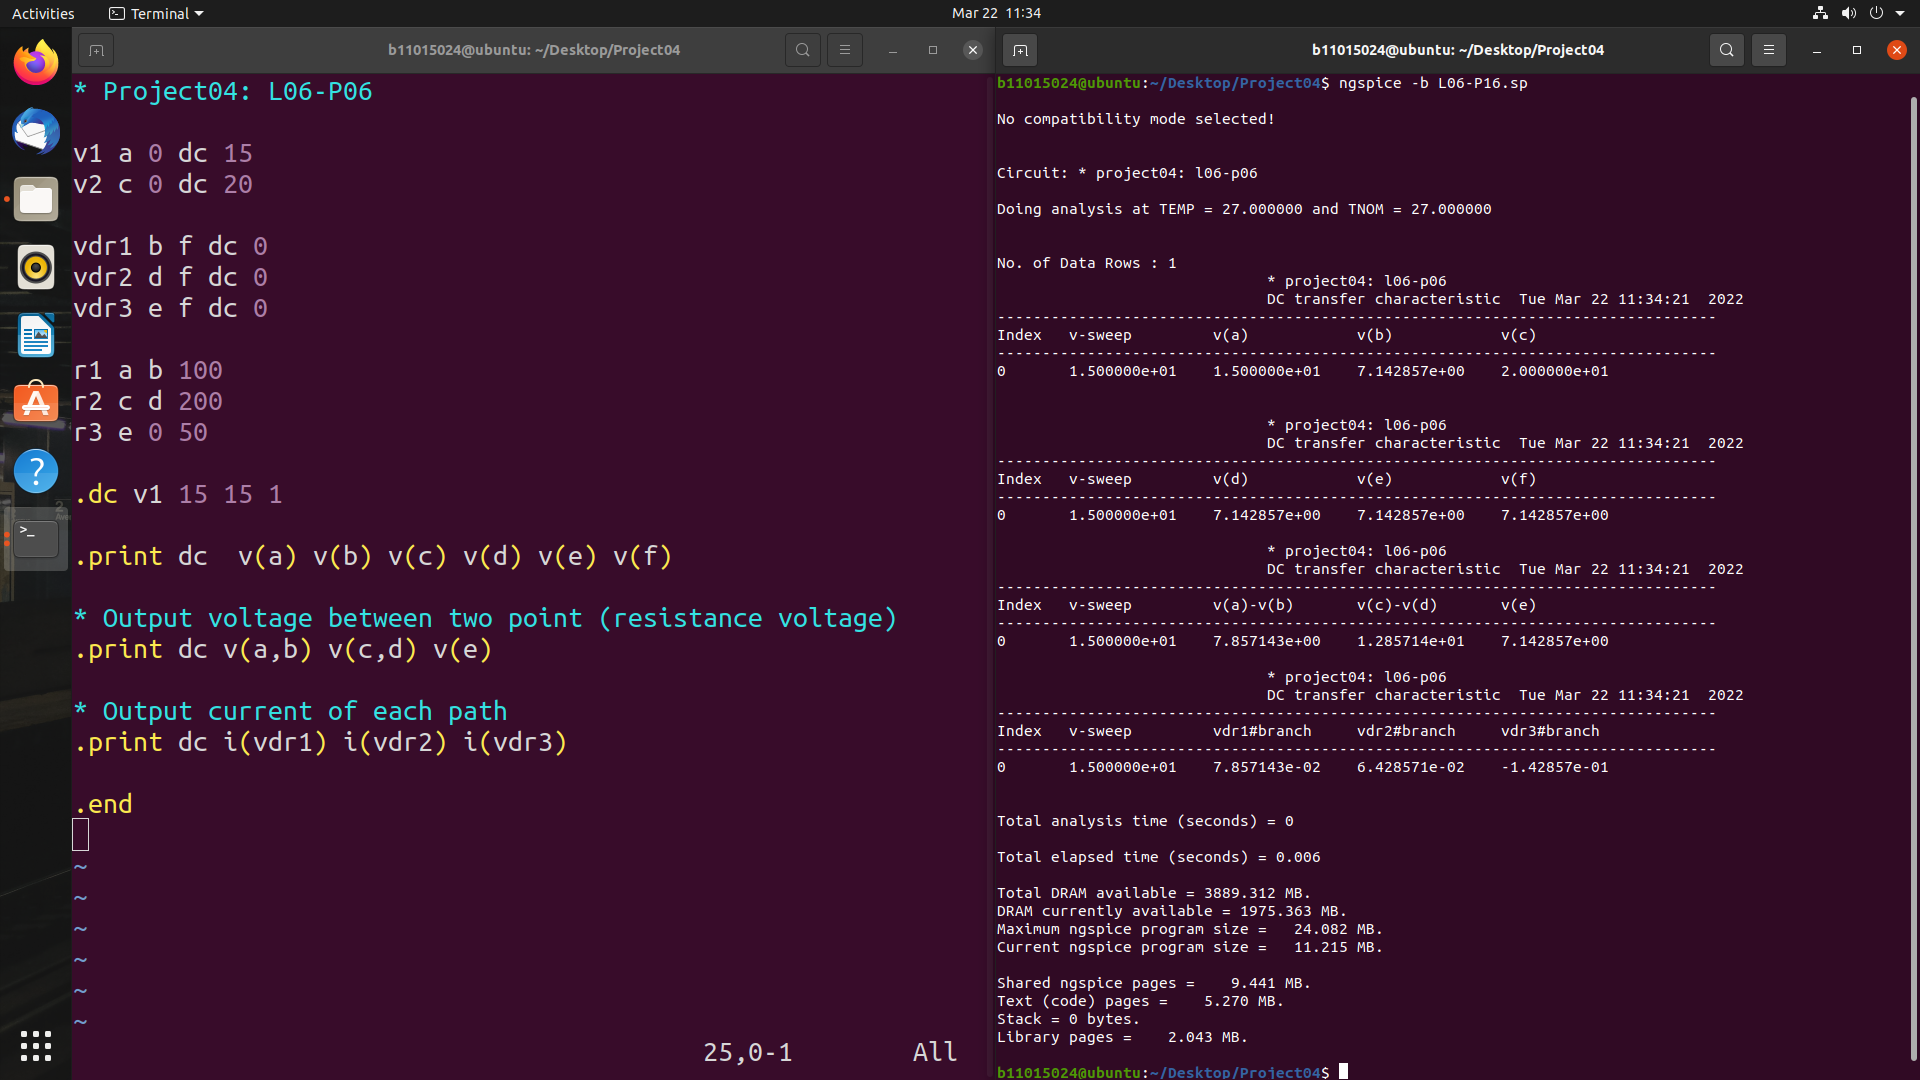 Activities Terminal Mar 22 11:34
b11015024@ubuntu: ~/Desktop/Project04
* Project04: L06-P06
v1 a 0 dc 15
v2 c 0 dc 20
vdr1 b f dc 0
vdr2 d f dc 0
vdr3 e f dc 0
r1 a b 100
r2 c d 200
r3 e 0 50
.dc v1 15 15 1
.print dc  v(a) v(b) v(c) v(d) v(e) v(f)
* Output voltage between two point (resistance voltage)
.print dc v(a,b) v(c,d) v(e)
* Output current of each path
.print dc i(vdr1) i(vdr2) i(vdr3)
.end
~
~
~
~
~
~
25,0-1 All
b11015024@ubuntu: ~/Desktop/Project04
b11015024@ubuntu:~/Desktop/Project04$ ngspice -b L06-P16.sp
No compatibility mode selected!
Circuit: * project04: l06-p06
Doing analysis at TEMP = 27.000000 and TNOM = 27.000000
No. of Data Rows : 1
* project04: l06-p06
DC transfer characteristic  Tue Mar 22 11:34:21  2022
--------------------------------------------------------------------------------
Index   v-sweep         v(a)            v(b)            v(c)
--------------------------------------------------------------------------------
0       1.500000e+01    1.500000e+01    7.142857e+00    2.000000e+01
* project04: l06-p06
DC transfer characteristic  Tue Mar 22 11:34:21  2022
--------------------------------------------------------------------------------
Index   v-sweep         v(d)            v(e)            v(f)
--------------------------------------------------------------------------------
0       1.500000e+01    7.142857e+00    7.142857e+00    7.142857e+00
* project04: l06-p06
DC transfer characteristic  Tue Mar 22 11:34:21  2022
--------------------------------------------------------------------------------
Index   v-sweep         v(a)-v(b)       v(c)-v(d)       v(e)
--------------------------------------------------------------------------------
0       1.500000e+01    7.857143e+00    1.285714e+01    7.142857e+00
* project04: l06-p06
DC transfer characteristic  Tue Mar 22 11:34:21  2022
--------------------------------------------------------------------------------
Index   v-sweep         vdr1#branch     vdr2#branch     vdr3#branch
--------------------------------------------------------------------------------
0       1.500000e+01    7.857143e-02    6.428571e-02    -1.42857e-01
Total analysis time (seconds) = 0
Total elapsed time (seconds) = 0.006
Total DRAM available = 3889.312 MB.
DRAM currently available = 1975.363 MB.
Maximum ngspice program size =   24.082 MB.
Current ngspice program size =   11.215 MB.
Shared ngspice pages =    9.441 MB.
Text (code) pages =    5.270 MB.
Stack = 0 bytes.
Library pages =    2.043 MB.
b11015024@ubuntu:~/Desktop/Project04$